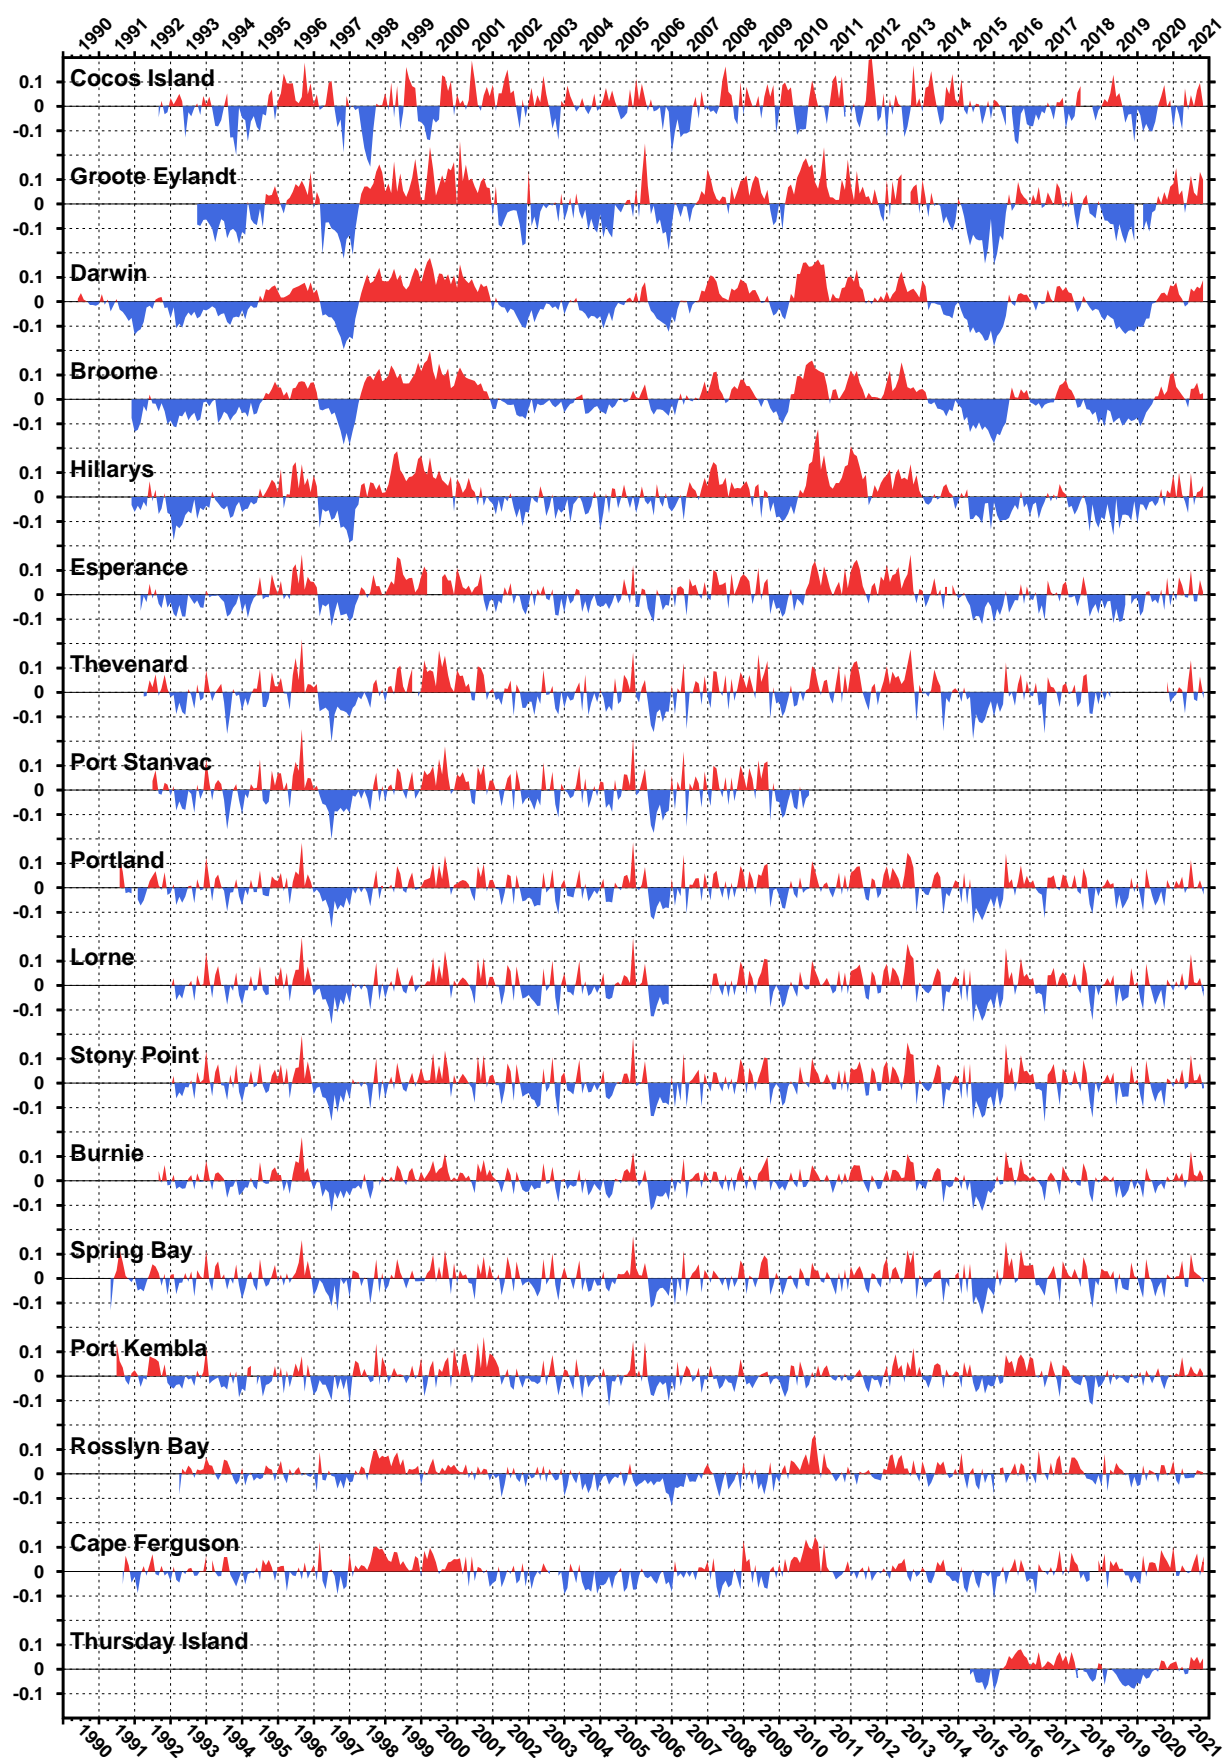 1990 1991 1992 1993 1994 1995 1996 1997 1998 1999 2000 2001 2002 2003 2004 2005 2006 2007 2008 2009 2010 2011 2012 2013 2014 2015 2016 2017 2018 2019 2020 2021
Cocos Island
0.1
0
-0.1
Groote Eylandt
0.1
0
-0.1
Darwin
0.1
0
-0.1
Broome
0.1
0
-0.1
Hillarys
0.1
0
-0.1
Esperance
0.1
0
-0.1
Thevenard
0.1
0
-0.1
Port Stanvac
0.1
0
-0.1
Portland
0.1
0
-0.1
Lorne
0.1
0
-0.1
Stony Point
0.1
0
-0.1
Burnie
0.1
0
-0.1
Spring Bay
0.1
0
-0.1
Port Kembla
0.1
0
-0.1
Rosslyn Bay
0.1
0
-0.1
Cape Ferguson
0.1
0
-0.1
Thursday Island
0.1
0
-0.1
1990 1991 1992 1993 1994 1995 1996 1997 1998 1999 2000 2001 2002 2003 2004 2005 2006 2007 2008 2009 2010 2011 2012 2013 2014 2015 2016 2017 2018 2019 2020 2021